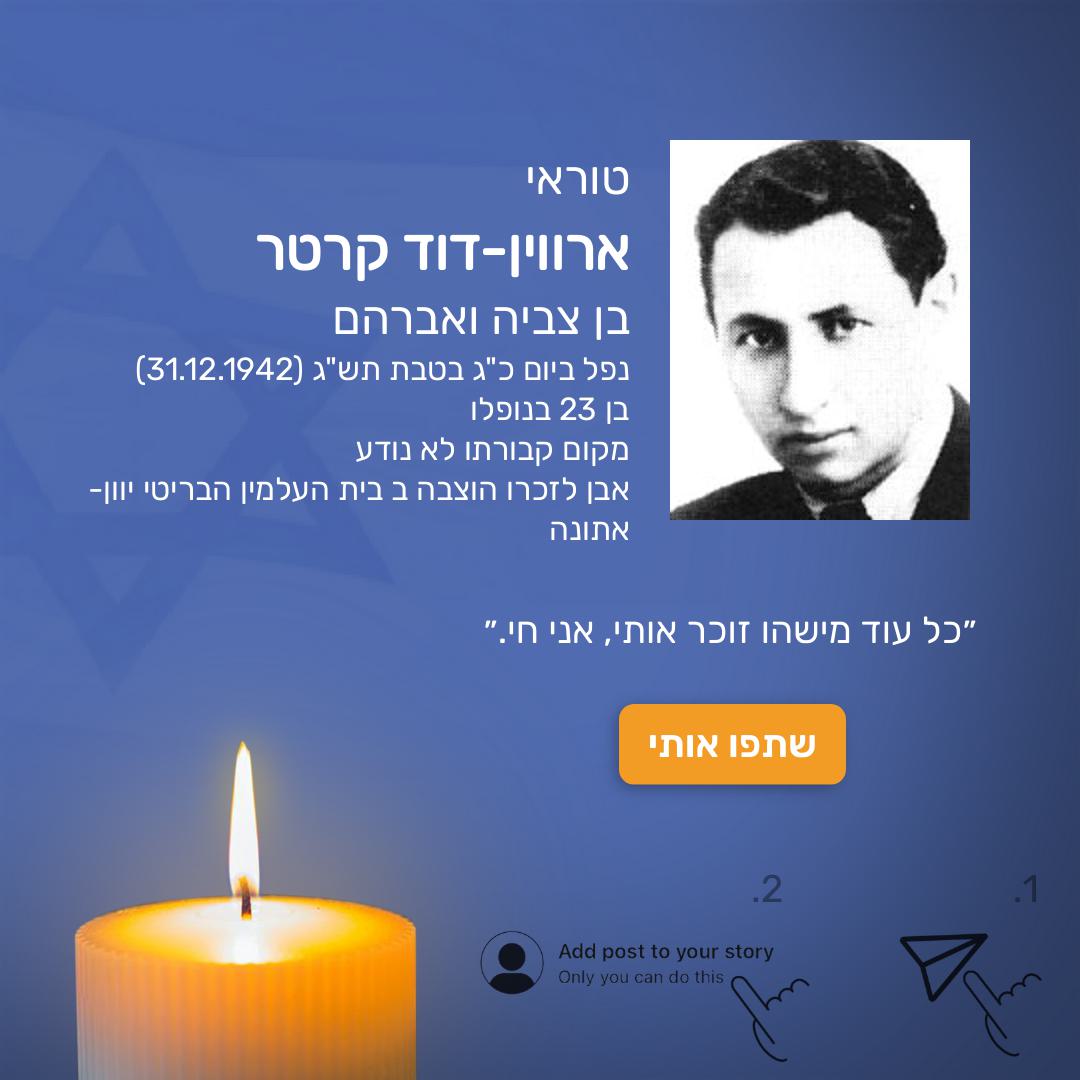 טוראי
ארווין-דוד קרטר
בן צביה ואברהם
נפל ביום כ"ג בטבת תש"ג (31.12.1942)
בן 23 בנופלו
מקום קבורתו לא נודע
אבן לזכרו הוצבה ב בית העלמין הבריטי יוון-
אתונה
״כל עוד מישהו זוכר אותי, אני חי.״
שתפו אותי
.1
.2
Add post to your story
Only you can do this